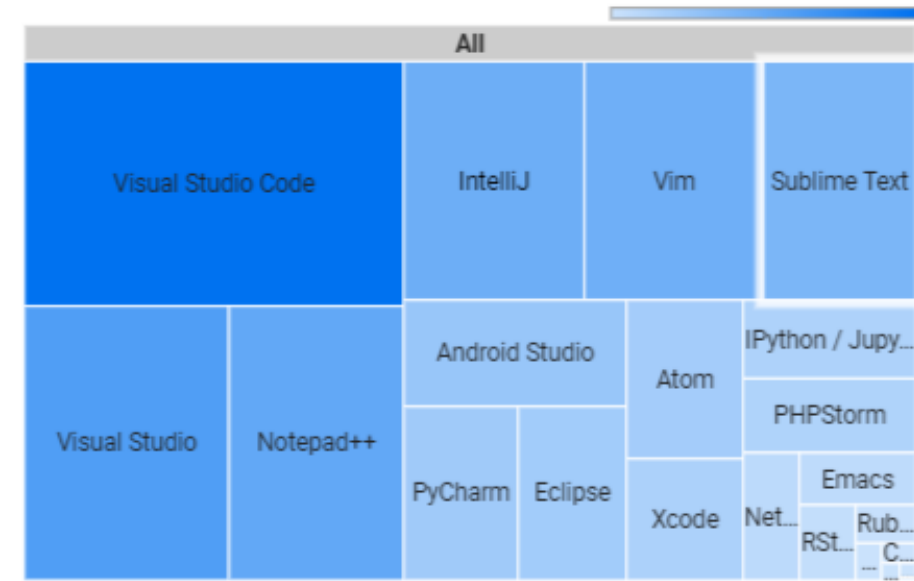 All
Visual Studio Code
IntelliJ
Vim
Sublime Text
Visual Studio
Notepad++
Android Studio
Atom
IPython / Jupy...
PHPStorm
PyCharm
Eclipse
Xcode
Net...
Emacs
RSt...
Rub...
...
C...
...